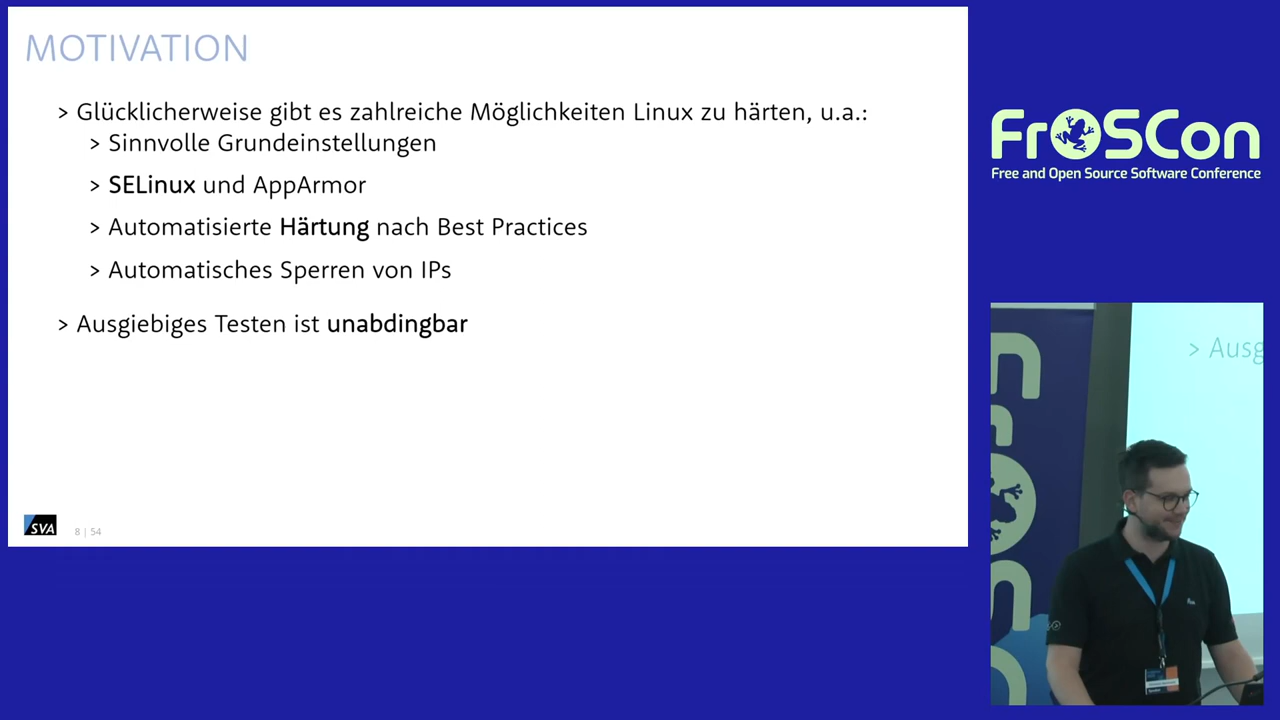 MOTIVATION
> Glücklicherweise gibt es zahlreiche Möglichkeiten Linux zu härten, u.a.:
> Sinnvolle Grundeinstellungen
> SELinux und AppArmor
> Automatisierte Härtung nach Best Practices
> Automatisches Sperren von IPs
> Ausgiebiges Testen ist unabdingbar
SVA
8 | 54
FrOSCon
Free and Open Source Software Conference
> Ausg